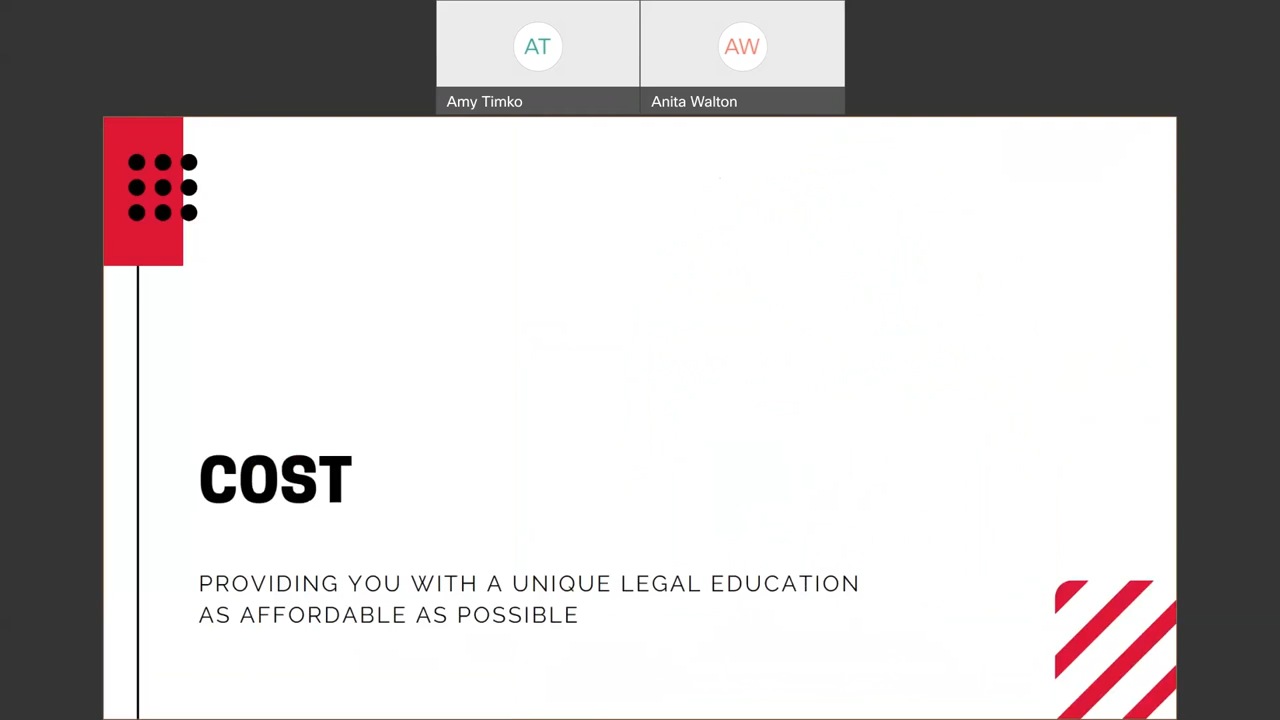 AT
AW
Amy Timko
Anita Walton
COST
PROVIDING YOU WITH A UNIQUE LEGAL EDUCATION
AS AFFORDABLE AS POSSIBLE